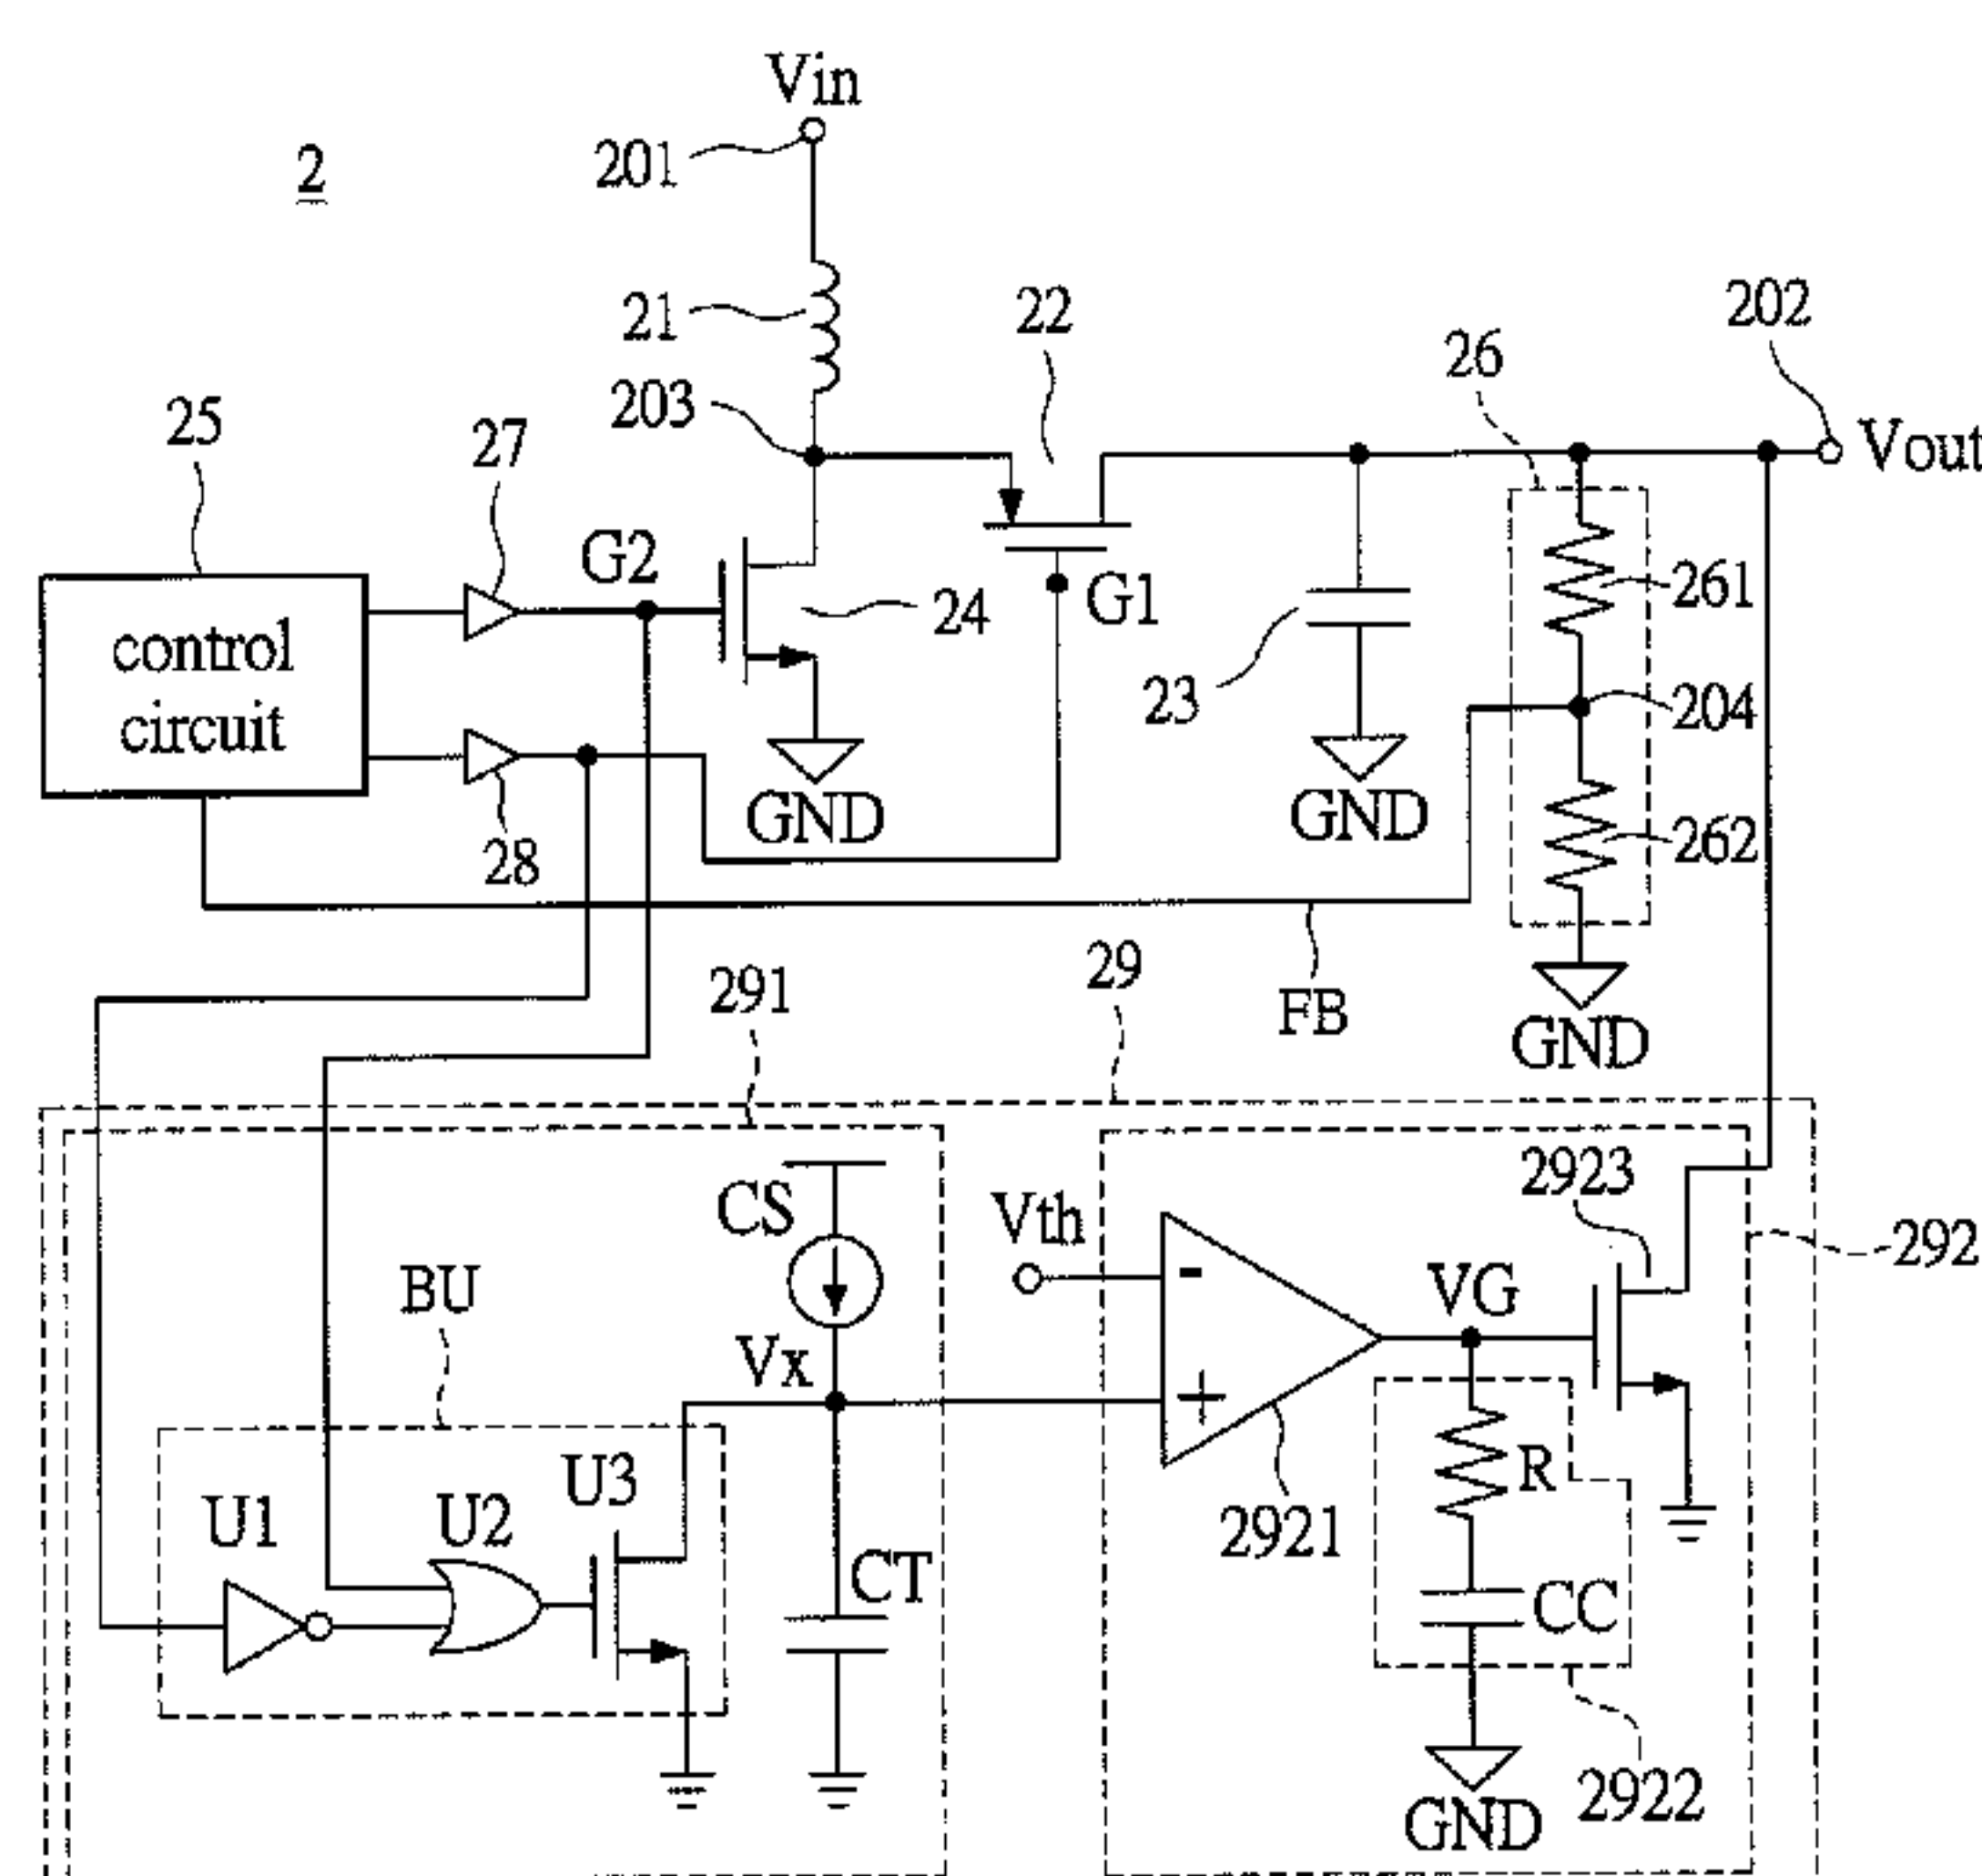 Vin
201
2
21
22
202
203
26
25
27
Vout
G2
261
24
G1
control
circuit
23
204
GND
GND
262
28
29
291
FB
GND
2923
CS
Vth
292
BU
VG
Vx
-
+
R
U3
U1
U2
2921
CT
CC
2922
GND